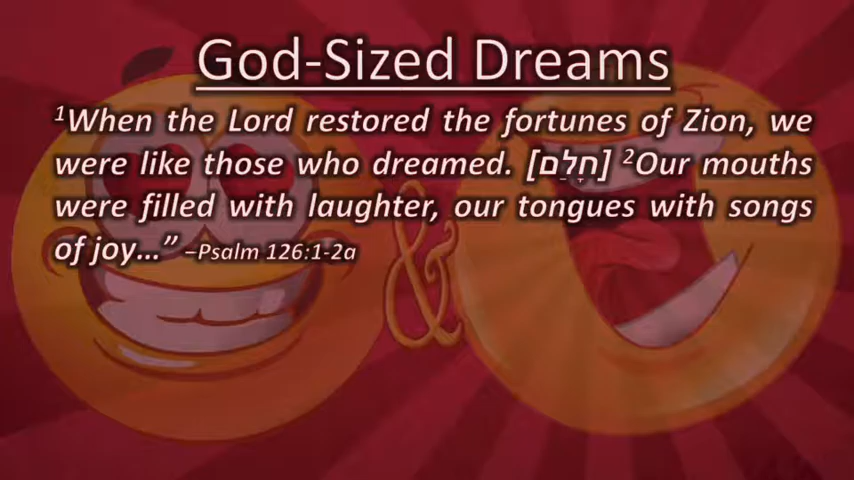 God-Sized Dreams
¹When the Lord restored the fortunes of Zion, we
were like those who dreamed. [חָלַם] ²Our mouths
were filled with laughter, our tongues with songs
of joy…” –Psalm 126:1-2a
&